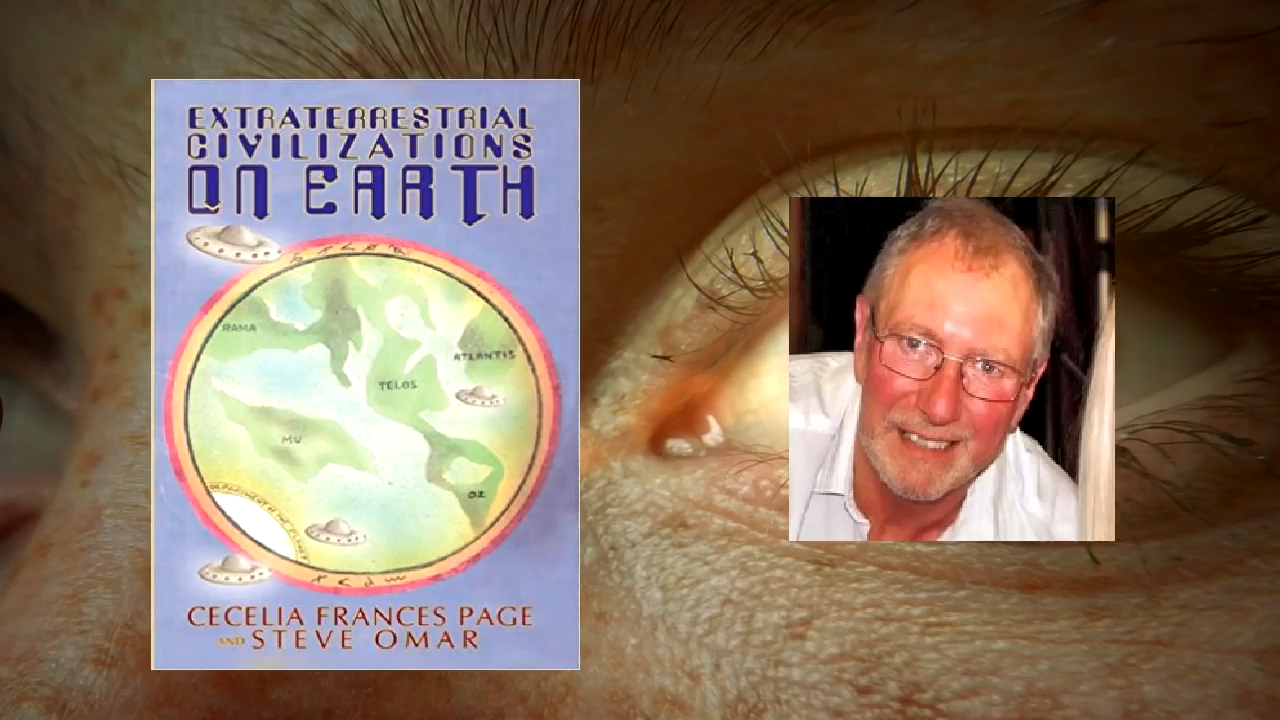 EXTRATERRESTRIAL
CIVILIZATIONS
ON EARTH
RAMA
ATLANTIS
TELOS
MU
OZ
CECELIA FRANCES PAGE
AND STEVE OMAR